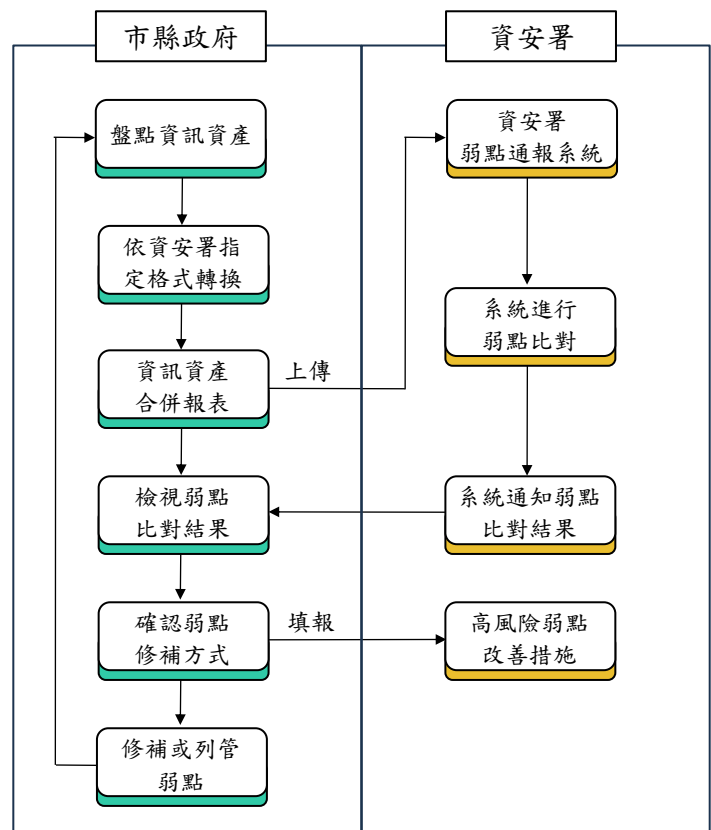 市縣政府
資安署
盤點資訊資產
依資安署指
定格式轉換
資訊資產
合併報表
上傳
資安署
弱點通報系統
系統進行
弱點比對
系統通知弱點
比對結果
檢視弱點
比對結果
確認弱點
修補方式
填報
高風險弱點
改善措施
修補或列管
弱點